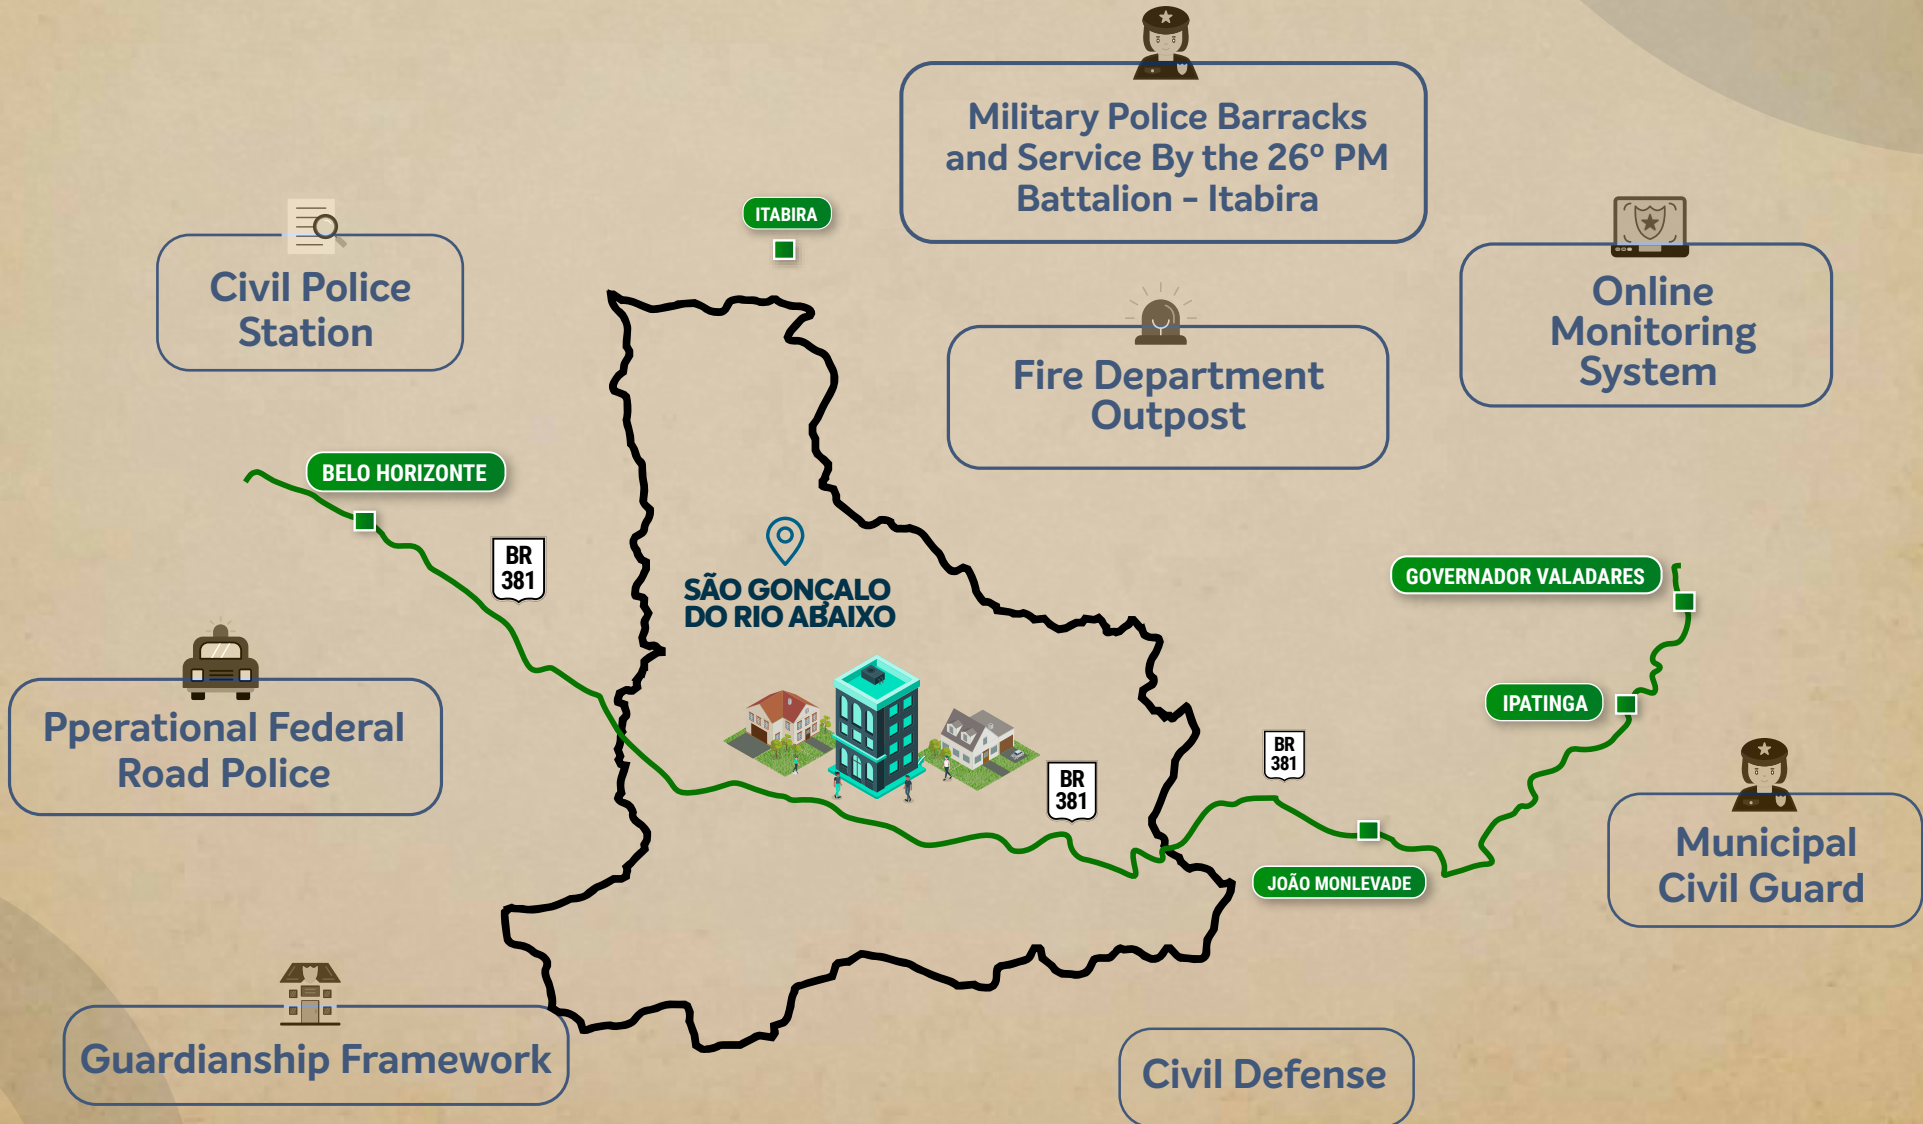 Military Police Barracks
and Service By the 26º PM
Battalion - Itabira
ITABIRA
Civil Police
Station
Online
Monitoring
System
Fire Department
Outpost
BELO HORIZONTE
BR
381
SÃO GONÇALO
DO RIO ABAIXO
GOVERNADOR VALADARES
IPATINGA
Pperational Federal
Road Police
BR
381
BR
381
JOÃO MONLEVADE
Municipal
Civil Guard
Guardianship Framework
Civil Defense